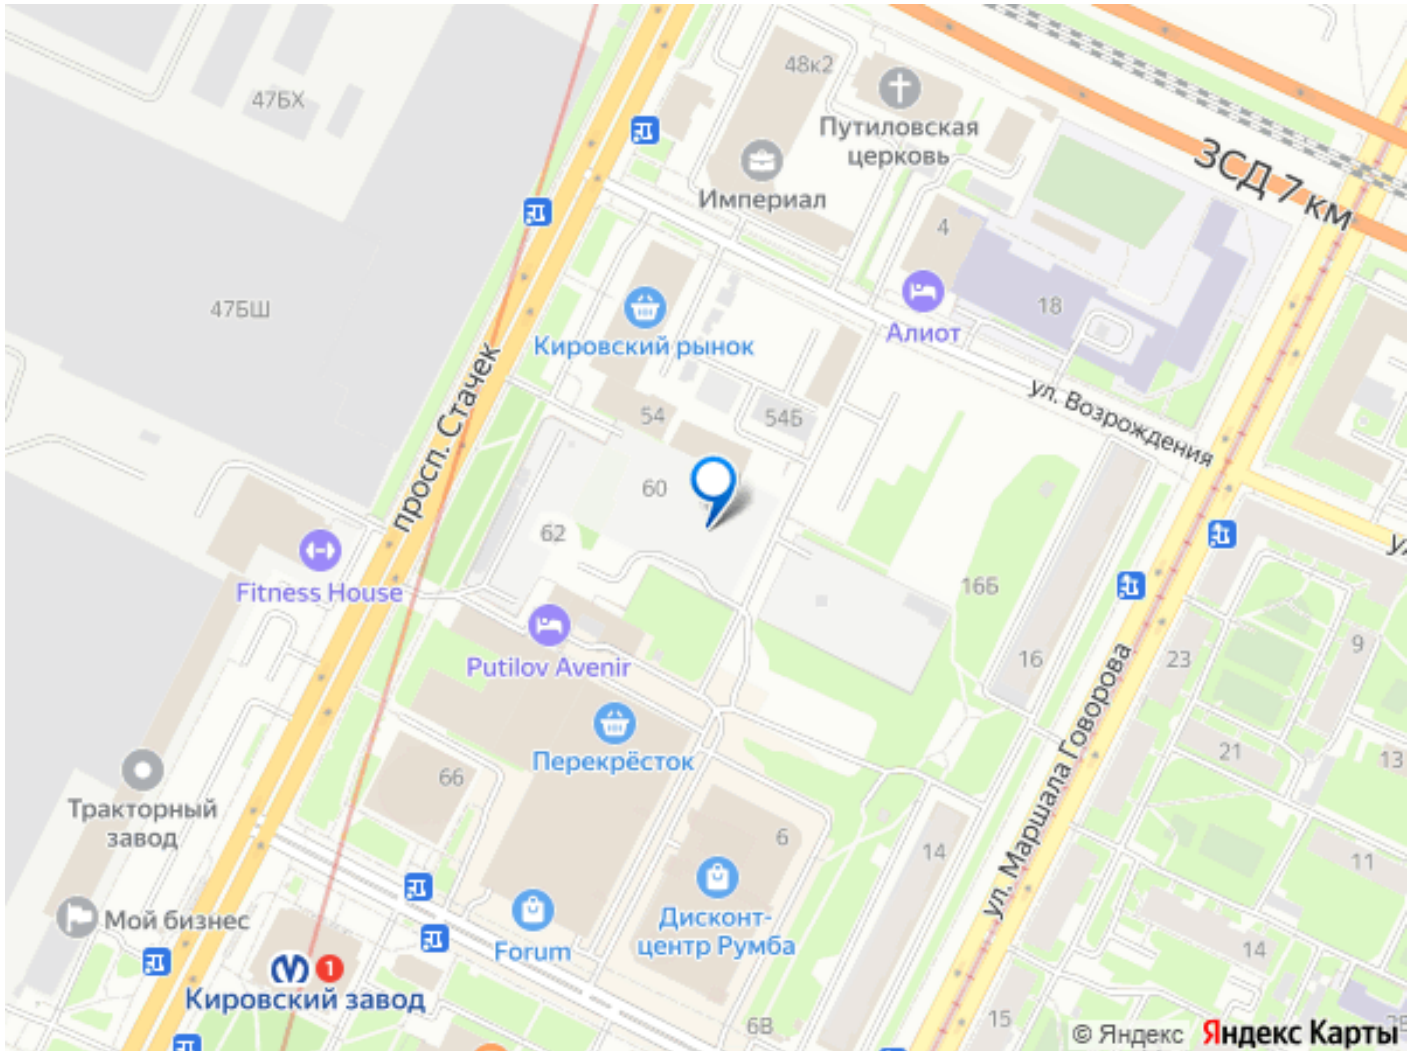 48к2
47БХ
Путиловская
церковь
ЗСД 7 км
Империал
4
18
47БШ
Алиот
Кировский рынок
просп. Стачек
ул. Возрождения
54
54Б
60
62
Fitness House
16Б
Putilov Avenir
16
23
9
ул. Маршала Говорова
Перекрёсток
21
13
66
Тракторный
завод
6
14
11
Мой бизнес
Дисконт-
центр Румба
Forum
14
1
Кировский завод
6В
15
© Яндекс
Яндекс Карты